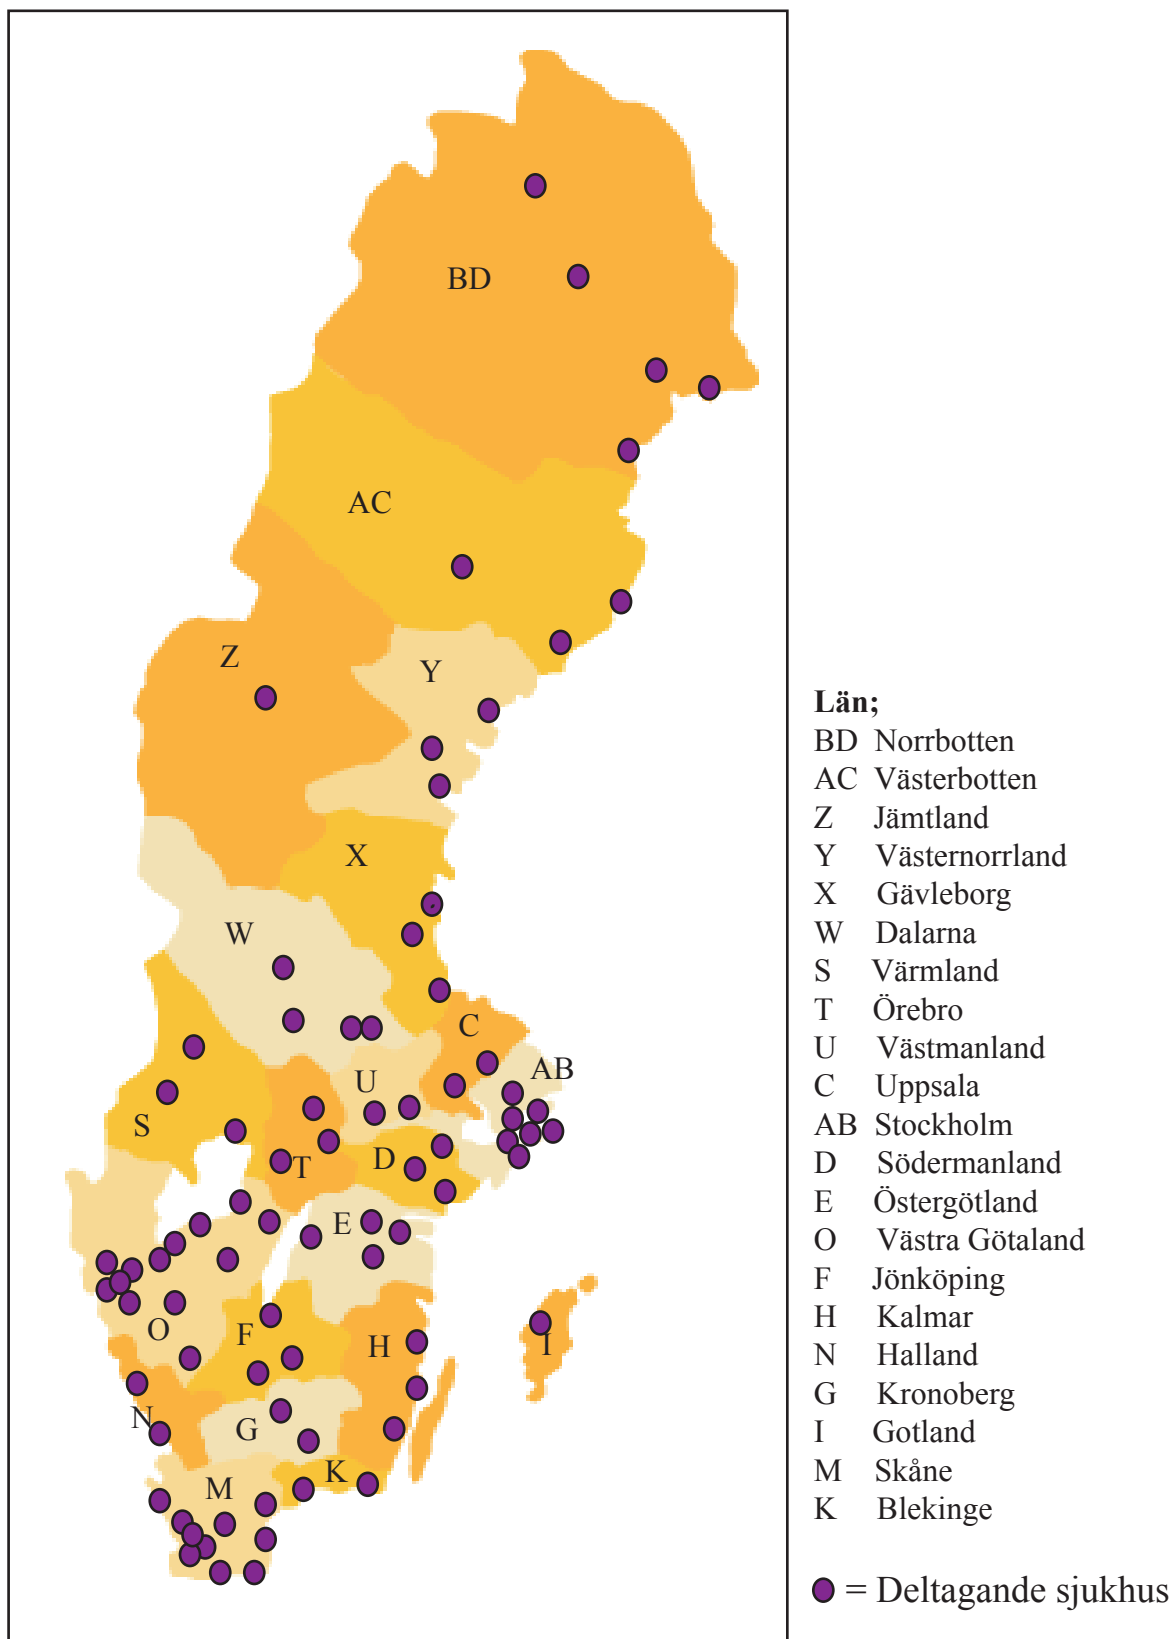 BD
AC
Z
Y
X
W
C
AB
U
S
T
D
E
O
F
H
I
N
G
K
M
Län;
BD Norrbotten
AC Västerbotten
Z Jämtland
Y Västernorrland
X Gävleborg
W Dalarna
S Värmland
T Örebro
U Västmanland
C Uppsala
AB Stockholm
D Södermanland
E Östergötland
O Västra Götaland
F Jönköping
H Kalmar
N Halland
G Kronoberg
I Gotland
M Skåne
K Blekinge
= Deltagande sjukhus